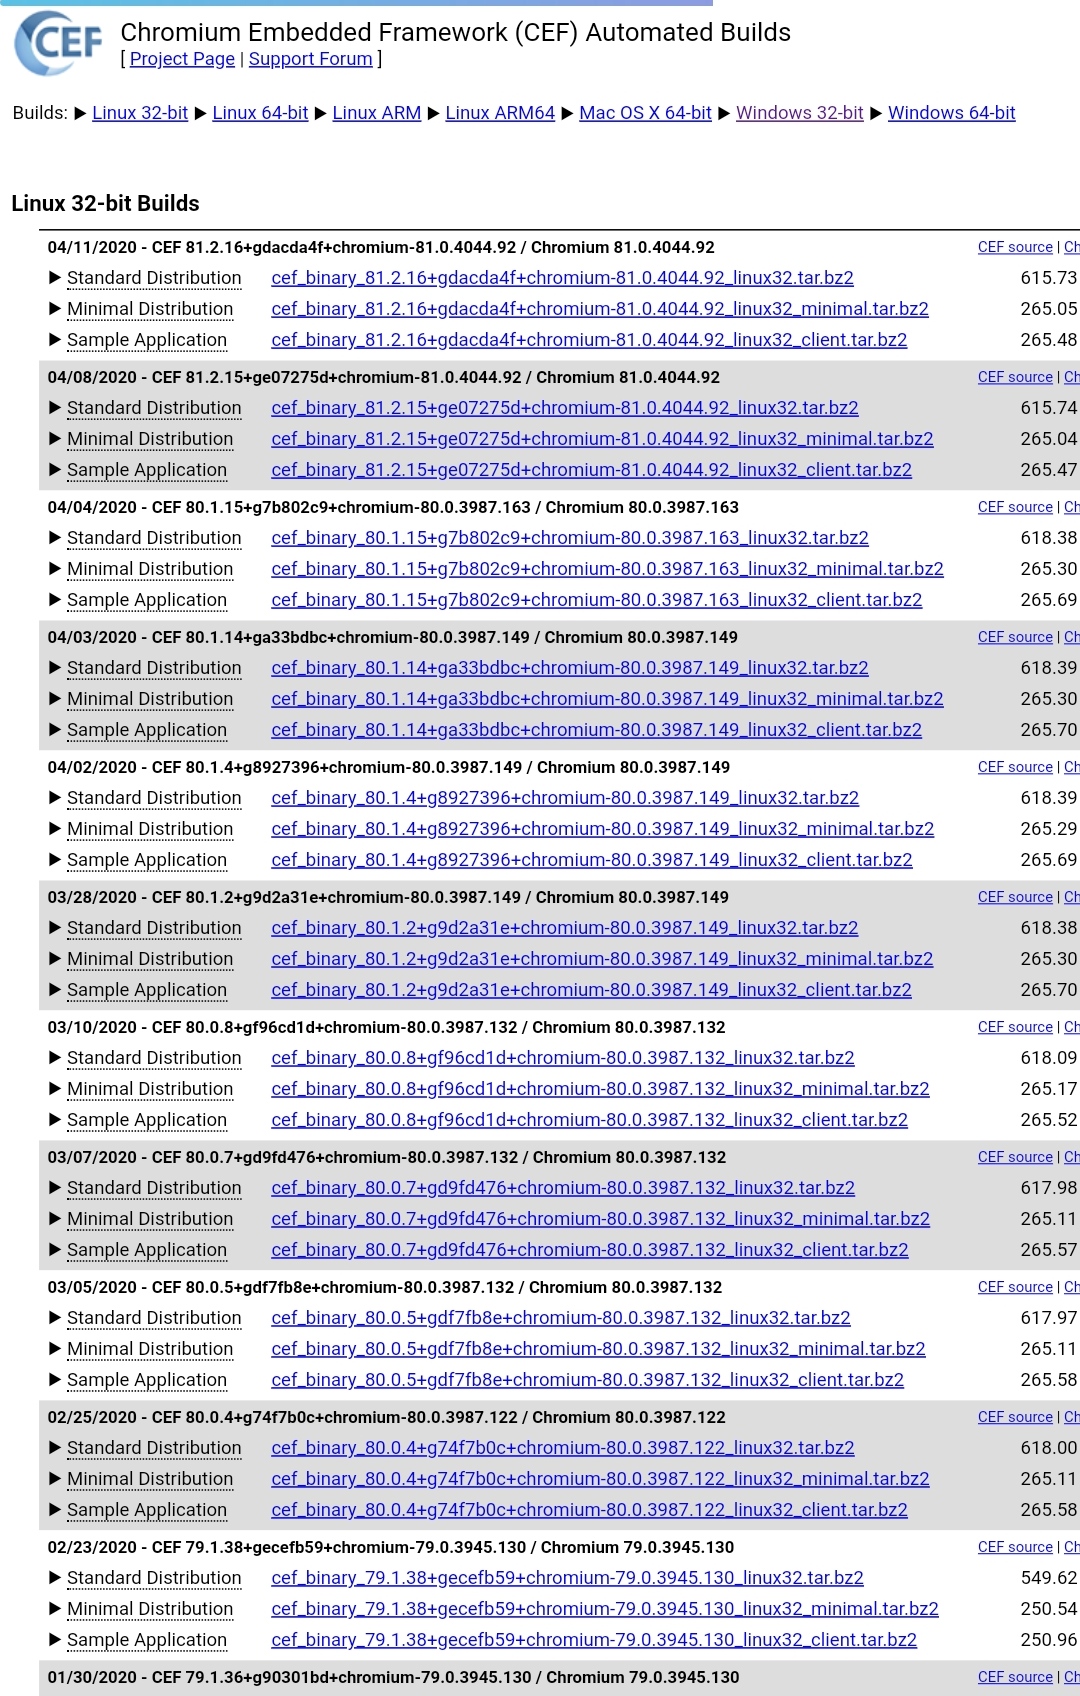 CEF
Chromium Embedded Framework (CEF) Automated Builds
[ Project Page | Support Forum ]
Builds: ▶ Linux 32-bit ▶ Linux 64-bit ▶ Linux ARM ▶ Linux ARM64 ▶ Mac OS X 64-bit ▶ Windows 32-bit ▶ Windows 64-bit
Linux 32-bit Builds
04/11/2020 - CEF 81.2.16+gdacda4f+chromium-81.0.4044.92 / Chromium 81.0.4044.92 CEF source | Ch
▶ Standard Distribution cef_binary_81.2.16+gdacda4f+chromium-81.0.4044.92_linux32.tar.bz2 615.73
▶ Minimal Distribution cef_binary_81.2.16+gdacda4f+chromium-81.0.4044.92_linux32_minimal.tar.bz2 265.05
▶ Sample Application cef_binary_81.2.16+gdacda4f+chromium-81.0.4044.92_linux32_client.tar.bz2 265.48
04/08/2020 - CEF 81.2.15+ge07275d+chromium-81.0.4044.92 / Chromium 81.0.4044.92 CEF source | Ch
▶ Standard Distribution cef_binary_81.2.15+ge07275d+chromium-81.0.4044.92_linux32.tar.bz2 615.74
▶ Minimal Distribution cef_binary_81.2.15+ge07275d+chromium-81.0.4044.92_linux32_minimal.tar.bz2 265.04
▶ Sample Application cef_binary_81.2.15+ge07275d+chromium-81.0.4044.92_linux32_client.tar.bz2 265.47
04/04/2020 - CEF 80.1.15+g7b802c9+chromium-80.0.3987.163 / Chromium 80.0.3987.163 CEF source | Ch
▶ Standard Distribution cef_binary_80.1.15+g7b802c9+chromium-80.0.3987.163_linux32.tar.bz2 618.38
▶ Minimal Distribution cef_binary_80.1.15+g7b802c9+chromium-80.0.3987.163_linux32_minimal.tar.bz2 265.30
▶ Sample Application cef_binary_80.1.15+g7b802c9+chromium-80.0.3987.163_linux32_client.tar.bz2 265.69
04/03/2020 - CEF 80.1.14+ga33bdbc+chromium-80.0.3987.149 / Chromium 80.0.3987.149 CEF source | Ch
▶ Standard Distribution cef_binary_80.1.14+ga33bdbc+chromium-80.0.3987.149_linux32.tar.bz2 618.39
▶ Minimal Distribution cef_binary_80.1.14+ga33bdbc+chromium-80.0.3987.149_linux32_minimal.tar.bz2 265.30
▶ Sample Application cef_binary_80.1.14+ga33bdbc+chromium-80.0.3987.149_linux32_client.tar.bz2 265.70
04/02/2020 - CEF 80.1.4+g8927396+chromium-80.0.3987.149 / Chromium 80.0.3987.149 CEF source | Ch
▶ Standard Distribution cef_binary_80.1.4+g8927396+chromium-80.0.3987.149_linux32.tar.bz2 618.39
▶ Minimal Distribution cef_binary_80.1.4+g8927396+chromium-80.0.3987.149_linux32_minimal.tar.bz2 265.29
▶ Sample Application cef_binary_80.1.4+g8927396+chromium-80.0.3987.149_linux32_client.tar.bz2 265.69
03/28/2020 - CEF 80.1.2+g9d2a31e+chromium-80.0.3987.149 / Chromium 80.0.3987.149 CEF source | Ch
▶ Standard Distribution cef_binary_80.1.2+g9d2a31e+chromium-80.0.3987.149_linux32.tar.bz2 618.38
▶ Minimal Distribution cef_binary_80.1.2+g9d2a31e+chromium-80.0.3987.149_linux32_minimal.tar.bz2 265.30
▶ Sample Application cef_binary_80.1.2+g9d2a31e+chromium-80.0.3987.149_linux32_client.tar.bz2 265.70
03/10/2020 - CEF 80.0.8+gf96cd1d+chromium-80.0.3987.132 / Chromium 80.0.3987.132 CEF source | Ch
▶ Standard Distribution cef_binary_80.0.8+gf96cd1d+chromium-80.0.3987.132_linux32.tar.bz2 618.09
▶ Minimal Distribution cef_binary_80.0.8+gf96cd1d+chromium-80.0.3987.132_linux32_minimal.tar.bz2 265.17
▶ Sample Application cef_binary_80.0.8+gf96cd1d+chromium-80.0.3987.132_linux32_client.tar.bz2 265.52
03/07/2020 - CEF 80.0.7+gd9fd476+chromium-80.0.3987.132 / Chromium 80.0.3987.132 CEF source | Ch
▶ Standard Distribution cef_binary_80.0.7+gd9fd476+chromium-80.0.3987.132_linux32.tar.bz2 617.98
▶ Minimal Distribution cef_binary_80.0.7+gd9fd476+chromium-80.0.3987.132_linux32_minimal.tar.bz2 265.11
▶ Sample Application cef_binary_80.0.7+gd9fd476+chromium-80.0.3987.132_linux32_client.tar.bz2 265.57
03/05/2020 - CEF 80.0.5+gdf7fb8e+chromium-80.0.3987.132 / Chromium 80.0.3987.132 CEF source | Ch
▶ Standard Distribution cef_binary_80.0.5+gdf7fb8e+chromium-80.0.3987.132_linux32.tar.bz2 617.97
▶ Minimal Distribution cef_binary_80.0.5+gdf7fb8e+chromium-80.0.3987.132_linux32_minimal.tar.bz2 265.11
▶ Sample Application cef_binary_80.0.5+gdf7fb8e+chromium-80.0.3987.132_linux32_client.tar.bz2 265.58
02/25/2020 - CEF 80.0.4+g74f7b0c+chromium-80.0.3987.122 / Chromium 80.0.3987.122 CEF source | Ch
▶ Standard Distribution cef_binary_80.0.4+g74f7b0c+chromium-80.0.3987.122_linux32.tar.bz2 618.00
▶ Minimal Distribution cef_binary_80.0.4+g74f7b0c+chromium-80.0.3987.122_linux32_minimal.tar.bz2 265.11
▶ Sample Application cef_binary_80.0.4+g74f7b0c+chromium-80.0.3987.122_linux32_client.tar.bz2 265.58
02/23/2020 - CEF 79.1.38+gecefb59+chromium-79.0.3945.130 / Chromium 79.0.3945.130 CEF source | Ch
▶ Standard Distribution cef_binary_79.1.38+gecefb59+chromium-79.0.3945.130_linux32.tar.bz2 549.62
▶ Minimal Distribution cef_binary_79.1.38+gecefb59+chromium-79.0.3945.130_linux32_minimal.tar.bz2 250.54
▶ Sample Application cef_binary_79.1.38+gecefb59+chromium-79.0.3945.130_linux32_client.tar.bz2 250.96
01/30/2020 - CEF 79.1.36+g90301bd+chromium-79.0.3945.130 / Chromium 79.0.3945.130 CEF source | Ch